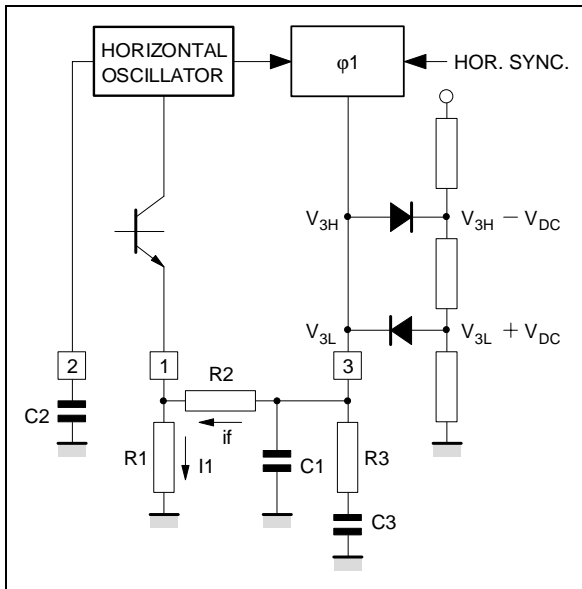 HORIZONTAL
OSCILLATOR
φ1
HOR. SYNC.
V3H
V3H − VDC
V3L
V3L + VDC
2
1
3
R2
C2
if
R1
I1
C1
R3
C3